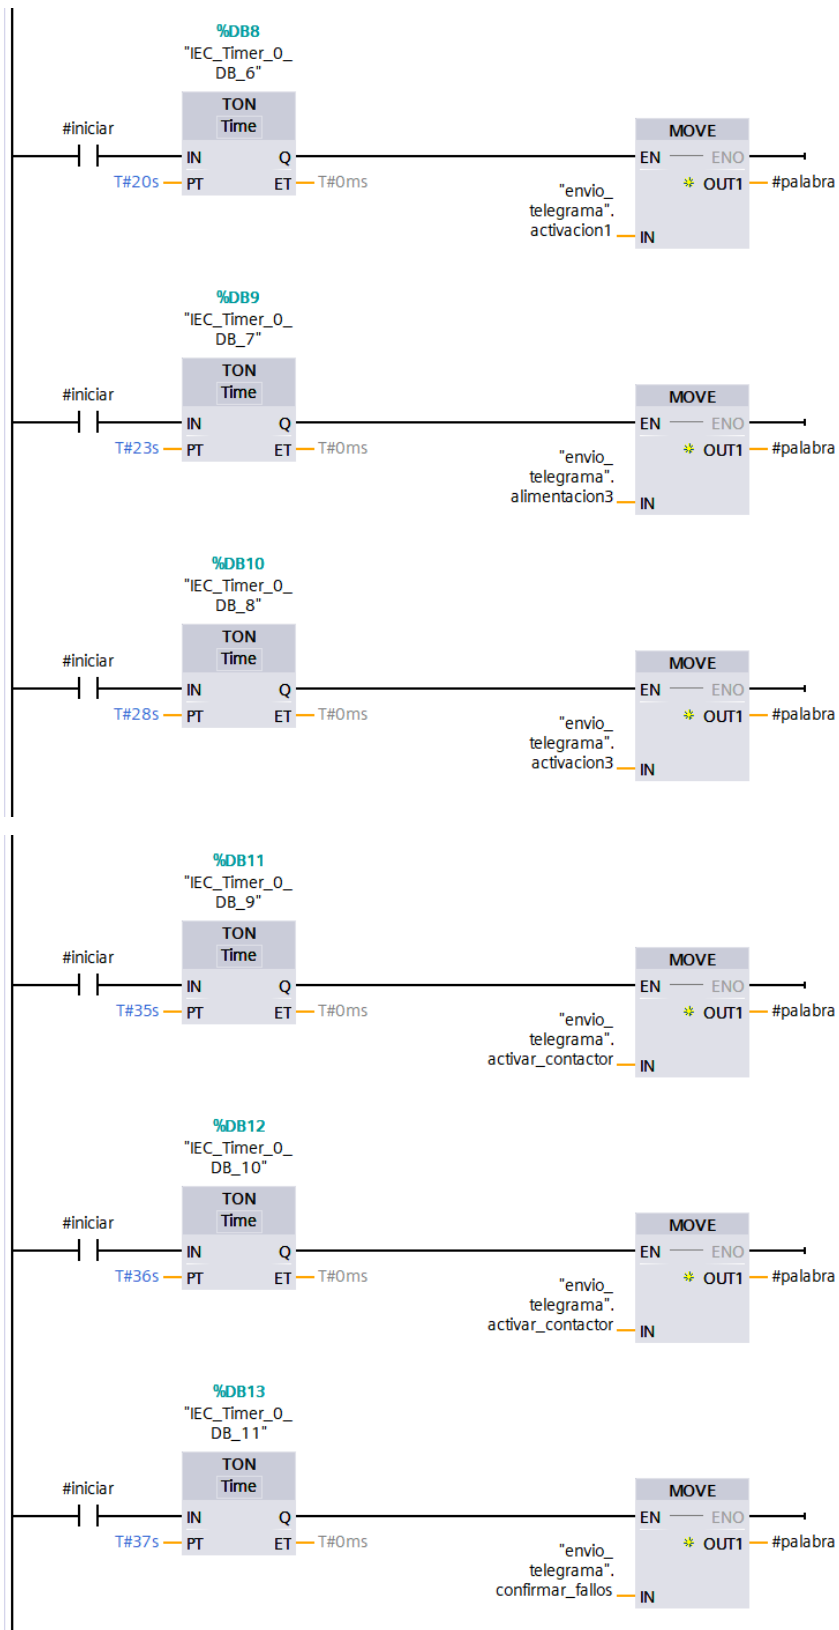 %DB8
"IEC_Timer_0_
DB_6"
TON
Time
#iniciar
MOVE
IN Q
EN ENO
T#20s PT ET T#0ms
OUT1 #palabra
"envio_
telegrama".
activacion1 IN
%DB9
"IEC_Timer_0_
DB_7"
TON
Time
#iniciar
MOVE
IN Q
EN ENO
T#23s PT ET T#0ms
OUT1 #palabra
"envio_
telegrama".
alimentacion3 IN
%DB10
"IEC_Timer_0_
DB_8"
TON
Time
#iniciar
MOVE
IN Q
EN ENO
T#28s PT ET T#0ms
OUT1 #palabra
"envio_
telegrama".
activacion3 IN
%DB11
"IEC_Timer_0_
DB_9"
TON
Time
#iniciar
MOVE
IN Q
EN ENO
T#35s PT ET T#0ms
OUT1 #palabra
"envio_
telegrama".
activar_contactor IN
%DB12
"IEC_Timer_0_
DB_10"
TON
Time
#iniciar
MOVE
IN Q
EN ENO
T#36s PT ET T#0ms
OUT1 #palabra
"envio_
telegrama".
activar_contactor IN
%DB13
"IEC_Timer_0_
DB_11"
TON
Time
#iniciar
MOVE
IN Q
EN ENO
T#37s PT ET T#0ms
OUT1 #palabra
"envio_
telegrama".
confirmar_fallos IN